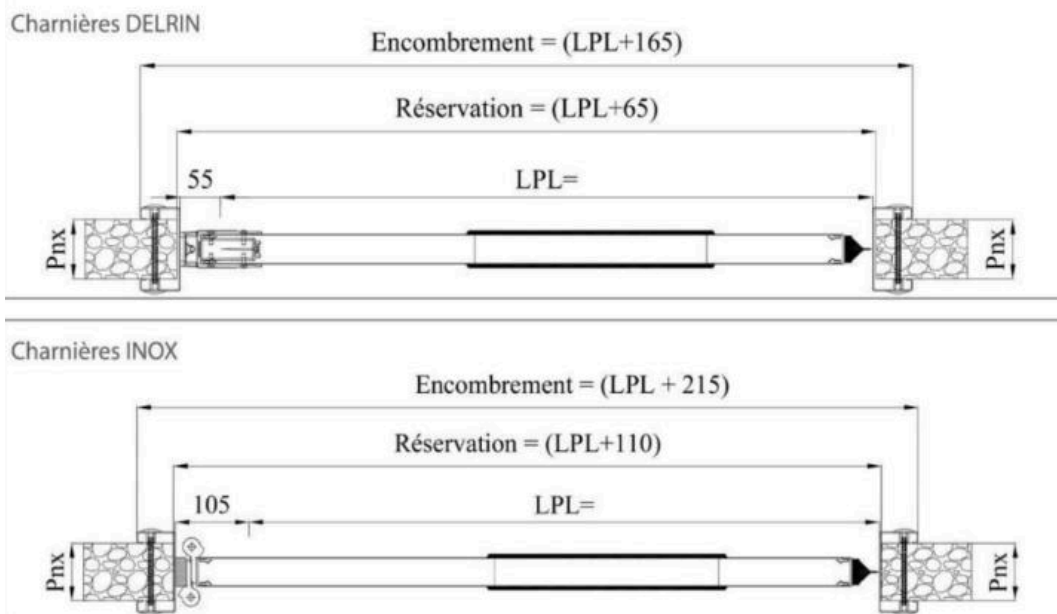 Charnières DELRIN
Encombrement = (LPL+165)
Réservation = (LPL+65)
55 LPL=
Pnx Pnx
Charnières INOX
Encombrement = (LPL + 215)
Réservation = (LPL+110)
105 LPL=
Pnx Pnx